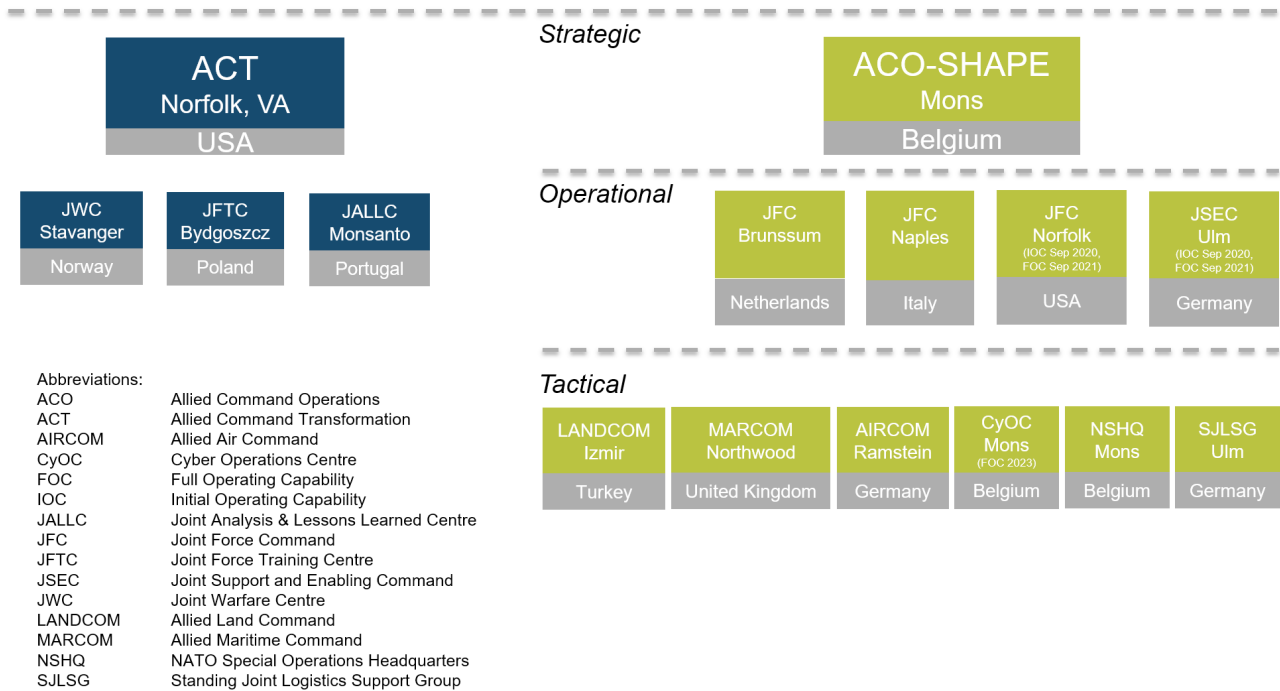 Strategic
ACT
Norfolk, VA
USA
ACO-SHAPE
Mons
Belgium
Operational
JWC
Stavanger
Norway
JFTC
Bydgoszcz
Poland
JALLC
Monsanto
Portugal
JFC
Brunssum
Netherlands
JFC
Naples
Italy
JFC
Norfolk
(IOC Sep 2020,
FOC Sep 2021)
USA
JSEC
Ulm
(IOC Sep 2020,
FOC Sep 2021)
Germany
Tactical
LANDCOM
Izmir
Turkey
MARCOM
Northwood
United Kingdom
AIRCOM
Ramstein
Germany
CyOC
Mons
(FOC 2023)
Belgium
NSHQ
Mons
Belgium
SJLSG
Ulm
Germany
Abbreviations:
ACO Allied Command Operations
ACT Allied Command Transformation
AIRCOM Allied Air Command
CyOC Cyber Operations Centre
FOC Full Operating Capability
IOC Initial Operating Capability
JALLC Joint Analysis & Lessons Learned Centre
JFC Joint Force Command
JFTC Joint Force Training Centre
JSEC Joint Support and Enabling Command
JWC Joint Warfare Centre
LANDCOM Allied Land Command
MARCOM Allied Maritime Command
NSHQ NATO Special Operations Headquarters
SJLSG Standing Joint Logistics Support Group